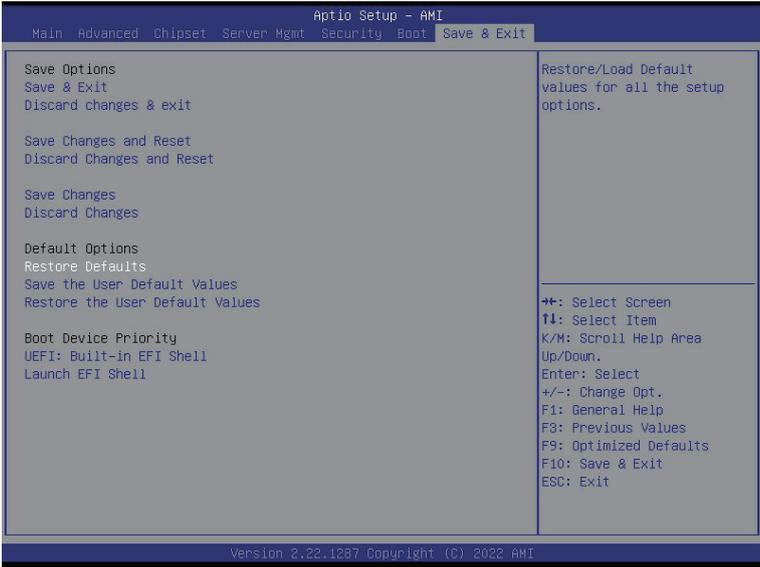 Aptio Setup – AMI
Main Advanced Chipset Server Mgmt Security Boot Save & Exit
Save Options
Save & Exit
Discard changes & exit
Save Changes and Reset
Discard Changes and Reset
Save Changes
Discard Changes
Default Options
Restore Defaults
Save the User Default Values
Restore the User Default Values
Boot Device Priority
UEFI: Built-in EFI Shell
Launch EFI Shell
Restore/Load Default
values for all the setup
options.
→←: Select Screen
↑↓: Select Item
K/M: Scroll Help Area
Up/Down.
Enter: Select
+/-: Change Opt.
F1: General Help
F3: Previous Values
F9: Optimized Defaults
F10: Save & Exit
ESC: Exit
Version 2.22.1287 Copyright (C) 2022 AMI